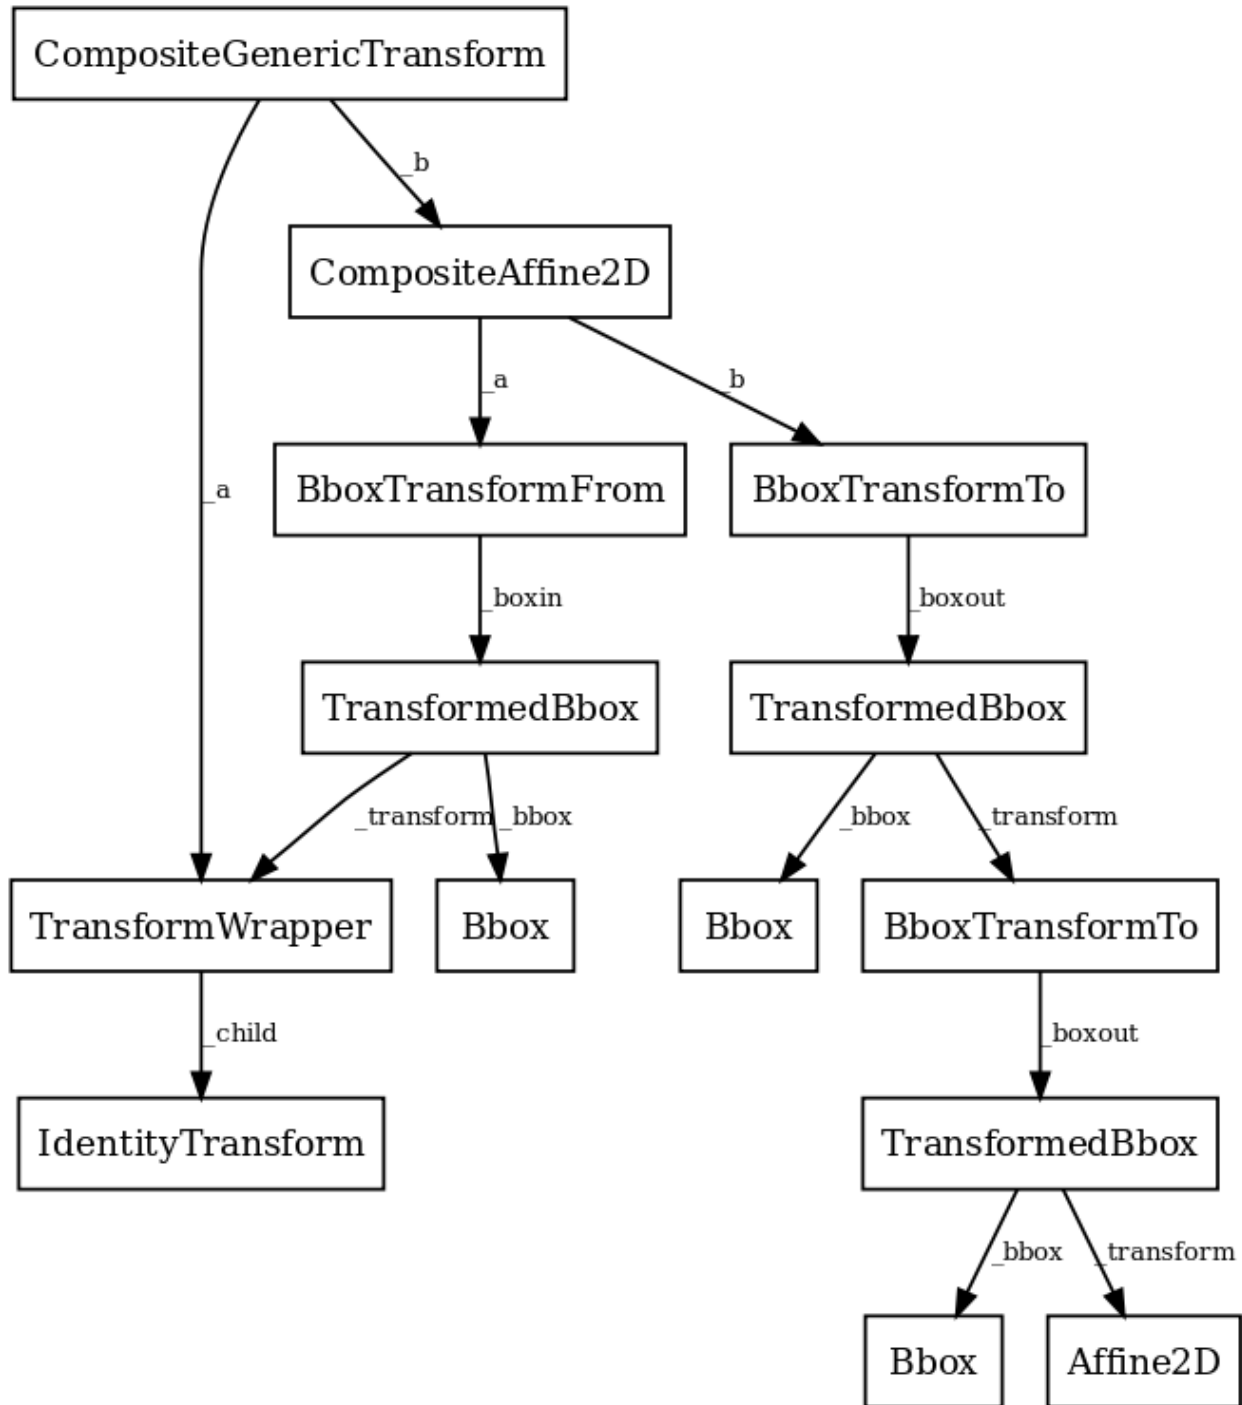 CompositeGenericTransform
_b
CompositeAffine2D
_a
_b
_a
BboxTransformFrom
BboxTransformTo
_boxin
_boxout
TransformedBbox
TransformedBbox
_transform
_bbox
_bbox
_transform
TransformWrapper
Bbox
Bbox
BboxTransformTo
_child
_boxout
IdentityTransform
TransformedBbox
_bbox
_transform
Bbox
Affine2D